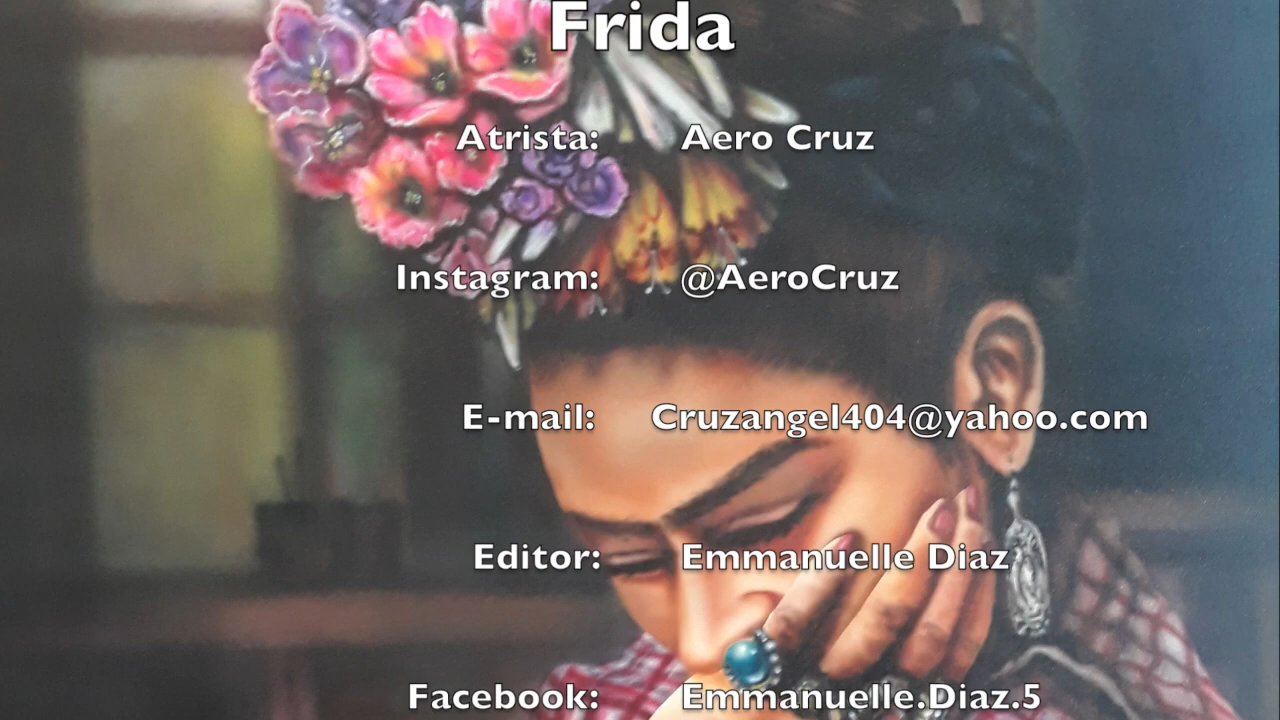 Frida
Atrista: Aero Cruz
Instagram: @AeroCruz
E-mail: Cruzangel404@yahoo.com
Editor: Emmanuelle Diaz
Facebook: Emmanuelle.Diaz.5